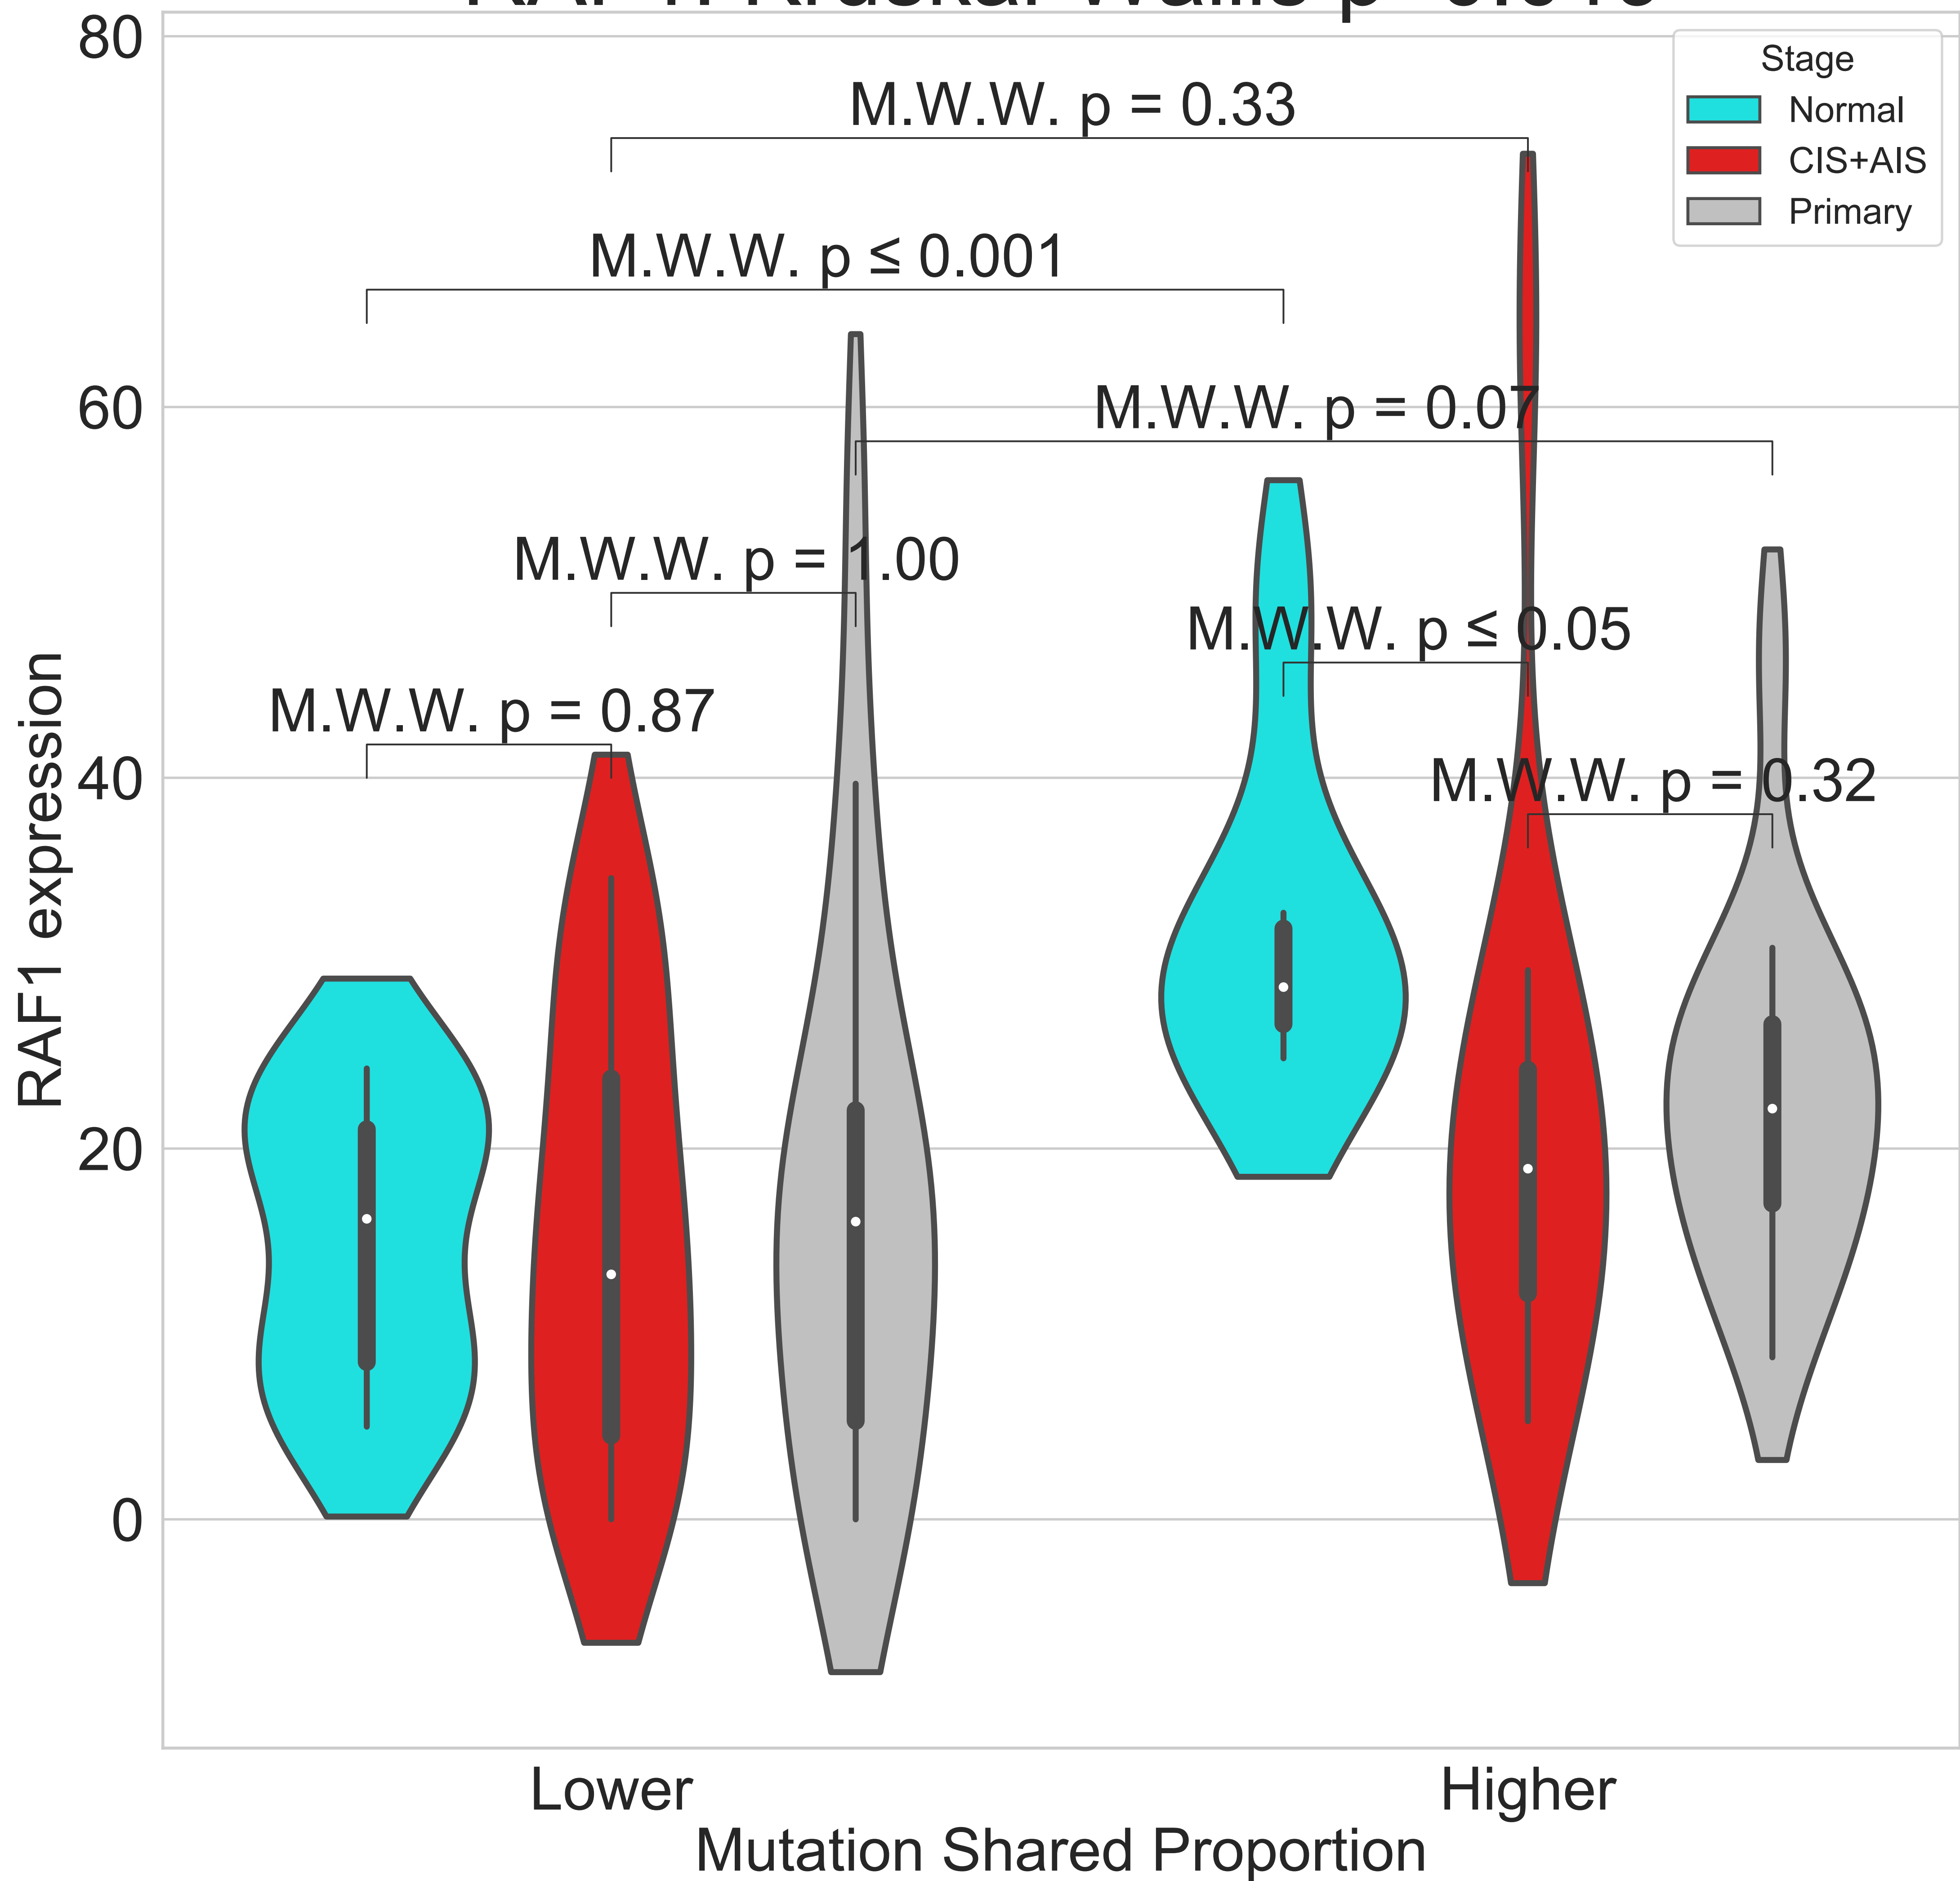 80
Stage
Normal
CIS+AIS
Primary
M.W.W. p = 0.33
M.W.W. p ≤ 0.001
60
M.W.W. p = 0.07
M.W.W. p = 1.00
M.W.W. p ≤ 0.05
M.W.W. p = 0.87
40
M.W.W. p = 0.32
RAF1 expression
20
0
Lower
Higher
Mutation Shared Proportion